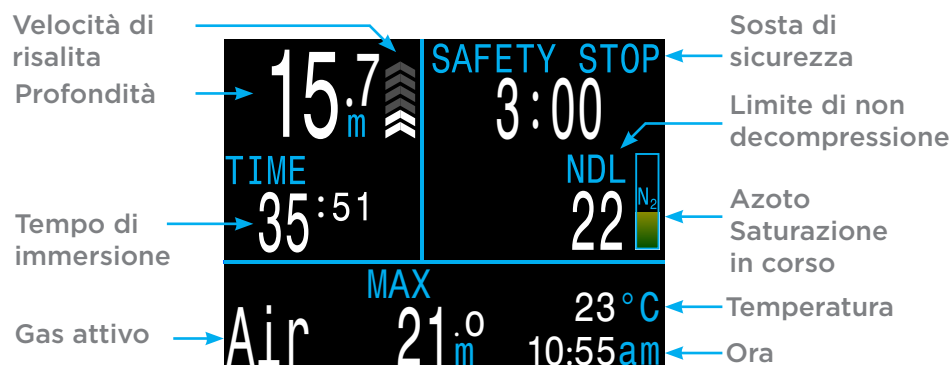 Velocità di
risalita
Profondità
Tempo di
immersione
Gas attivo
15.7
m
TIME
35:51
SAFETY STOP
3:00
NDL
22
N2
MAX
Air
21.0
m
23°C
10:55am
Sosta di
sicurezza
Limite di non
decompressione
Azoto
Saturazione
in corso
Temperatura
Ora